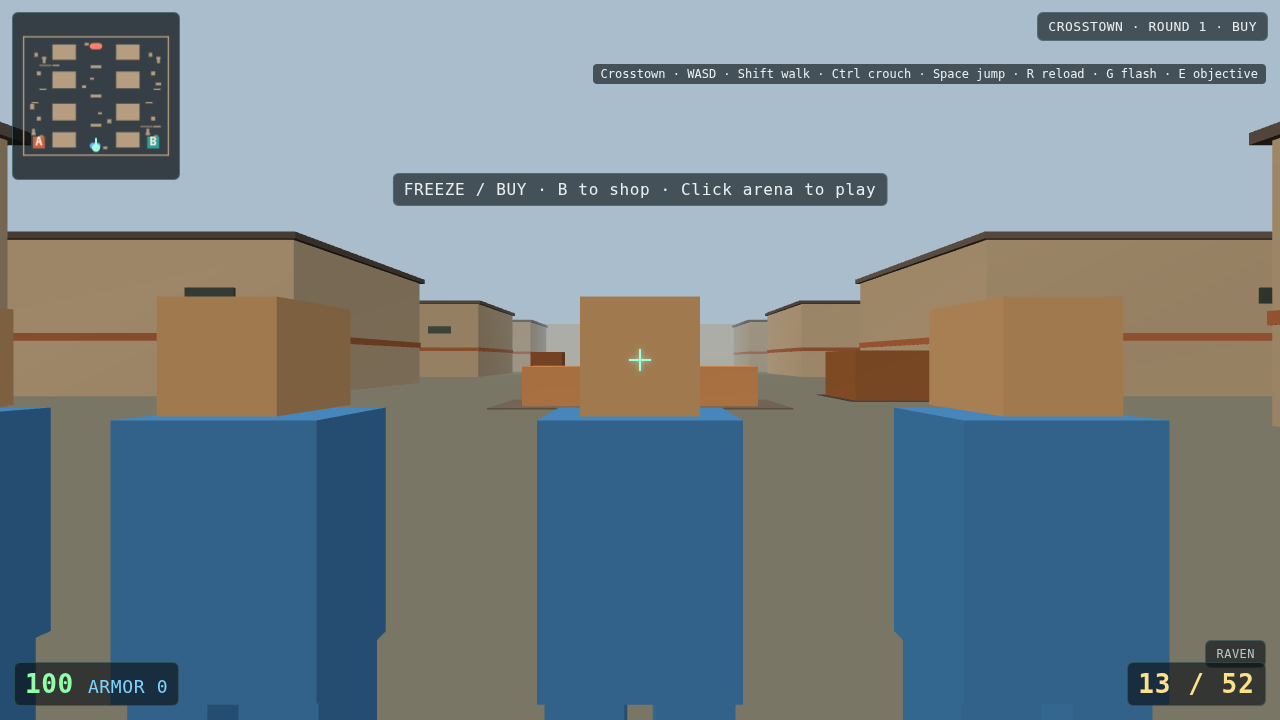 CROSSTOWN · ROUND 1 · BUY
Crosstown · WASD · Shift walk · Ctrl crouch · Space jump · R reload · G flash · E objective
A
B
FREEZE / BUY · B to shop · Click arena to play
RAVEN
100 ARMOR 0
13 / 52